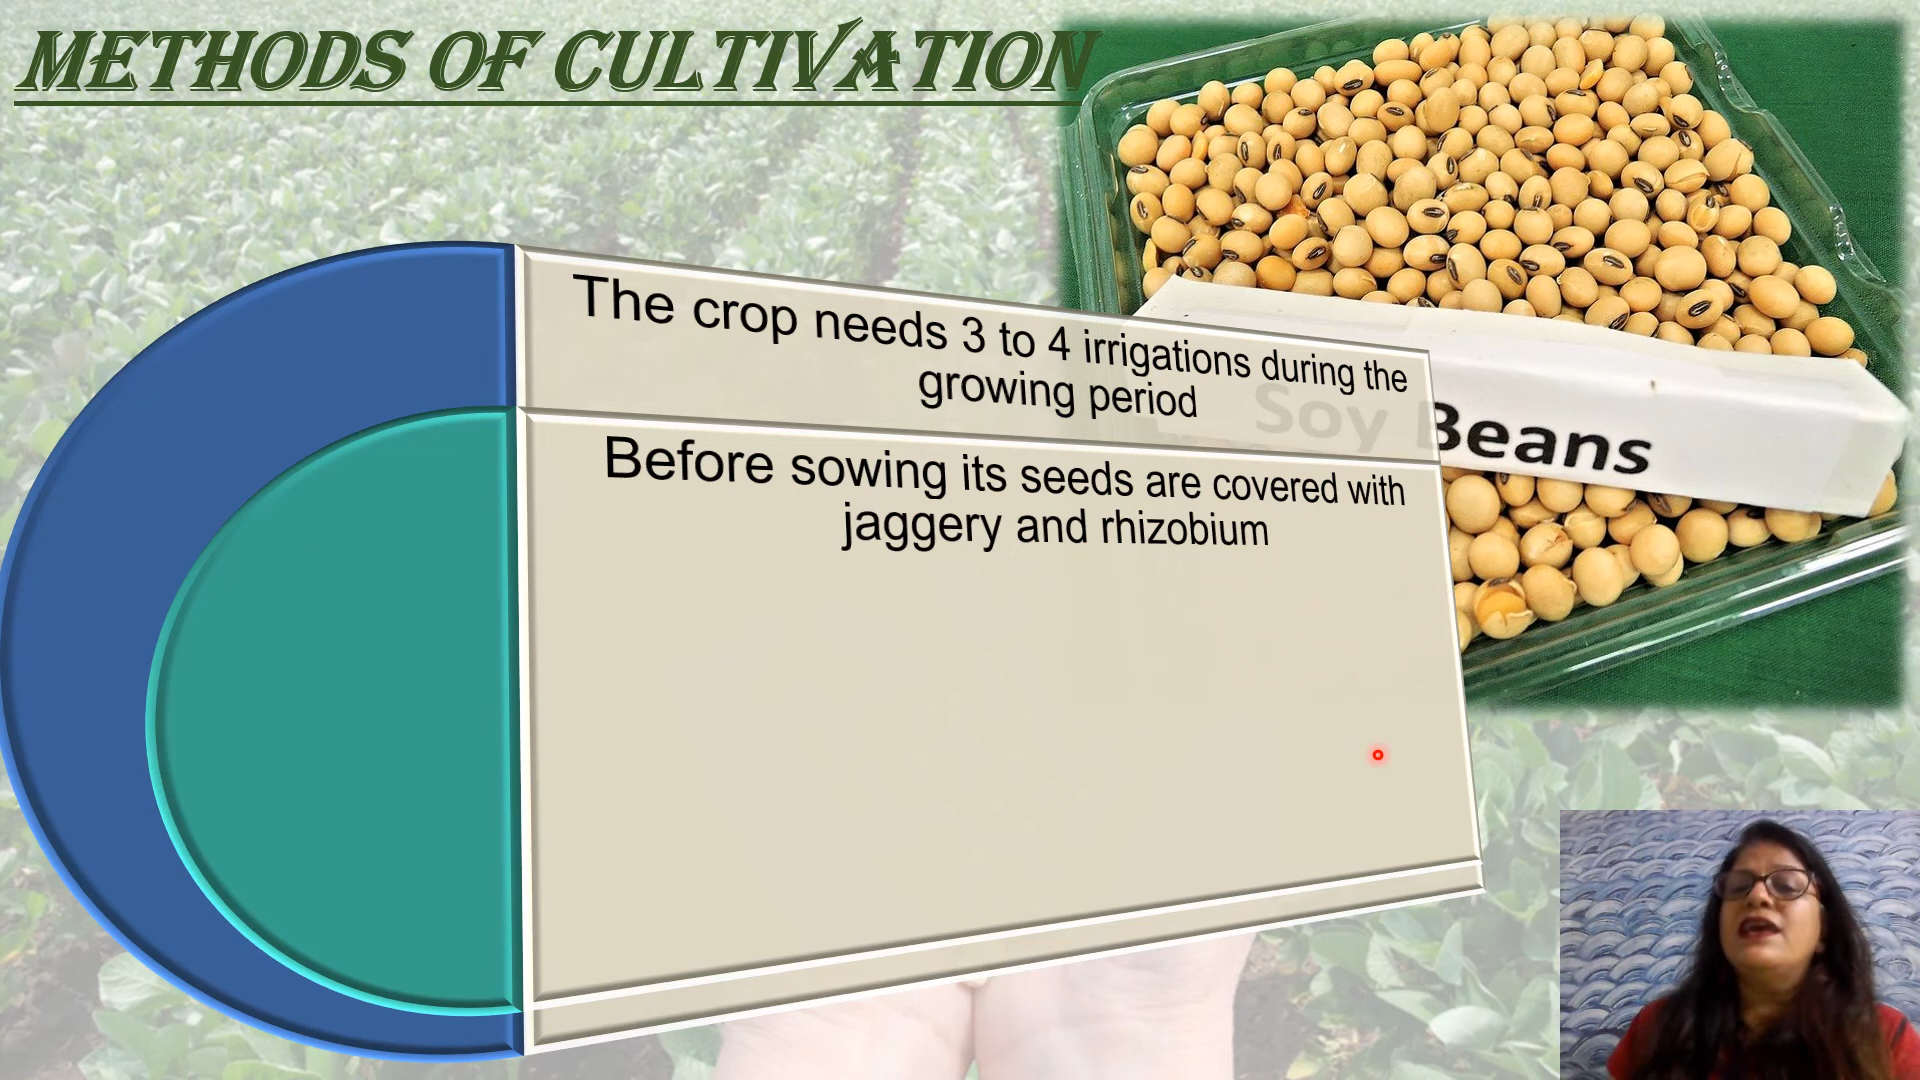 METHODS OF CULTIVATION
The crop needs 3 to 4 irrigations during the
growing period
Soy Beans
Before sowing its seeds are covered with
jaggery and rhizobium